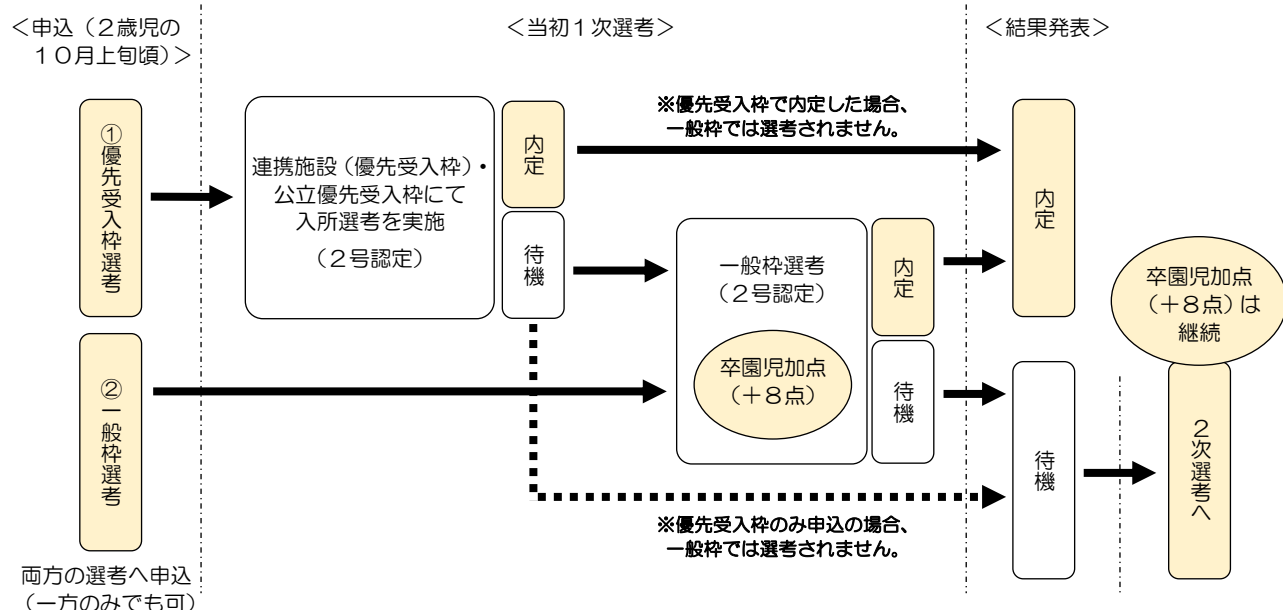 ＜申込（２歳児の
１０月上旬頃）＞
＜当初１次選考＞
＜結果発表＞
①優先受入枠選考
連携施設（優先受入枠）・
公立優先受入枠にて
入所選考を実施
（２号認定）
内定
待機
※優先受入枠で内定した場合、
一般枠では選考されません。
一般枠選考
（２号認定）
卒園児加点
（＋８点）
内定
待機
内定
卒園児加点
（＋８点）は
継続
②一般枠選考
待機
２次選考へ
※優先受入枠のみ申込の場合、
一般枠では選考されません。
両方の選考へ申込
（一方のみでも可）